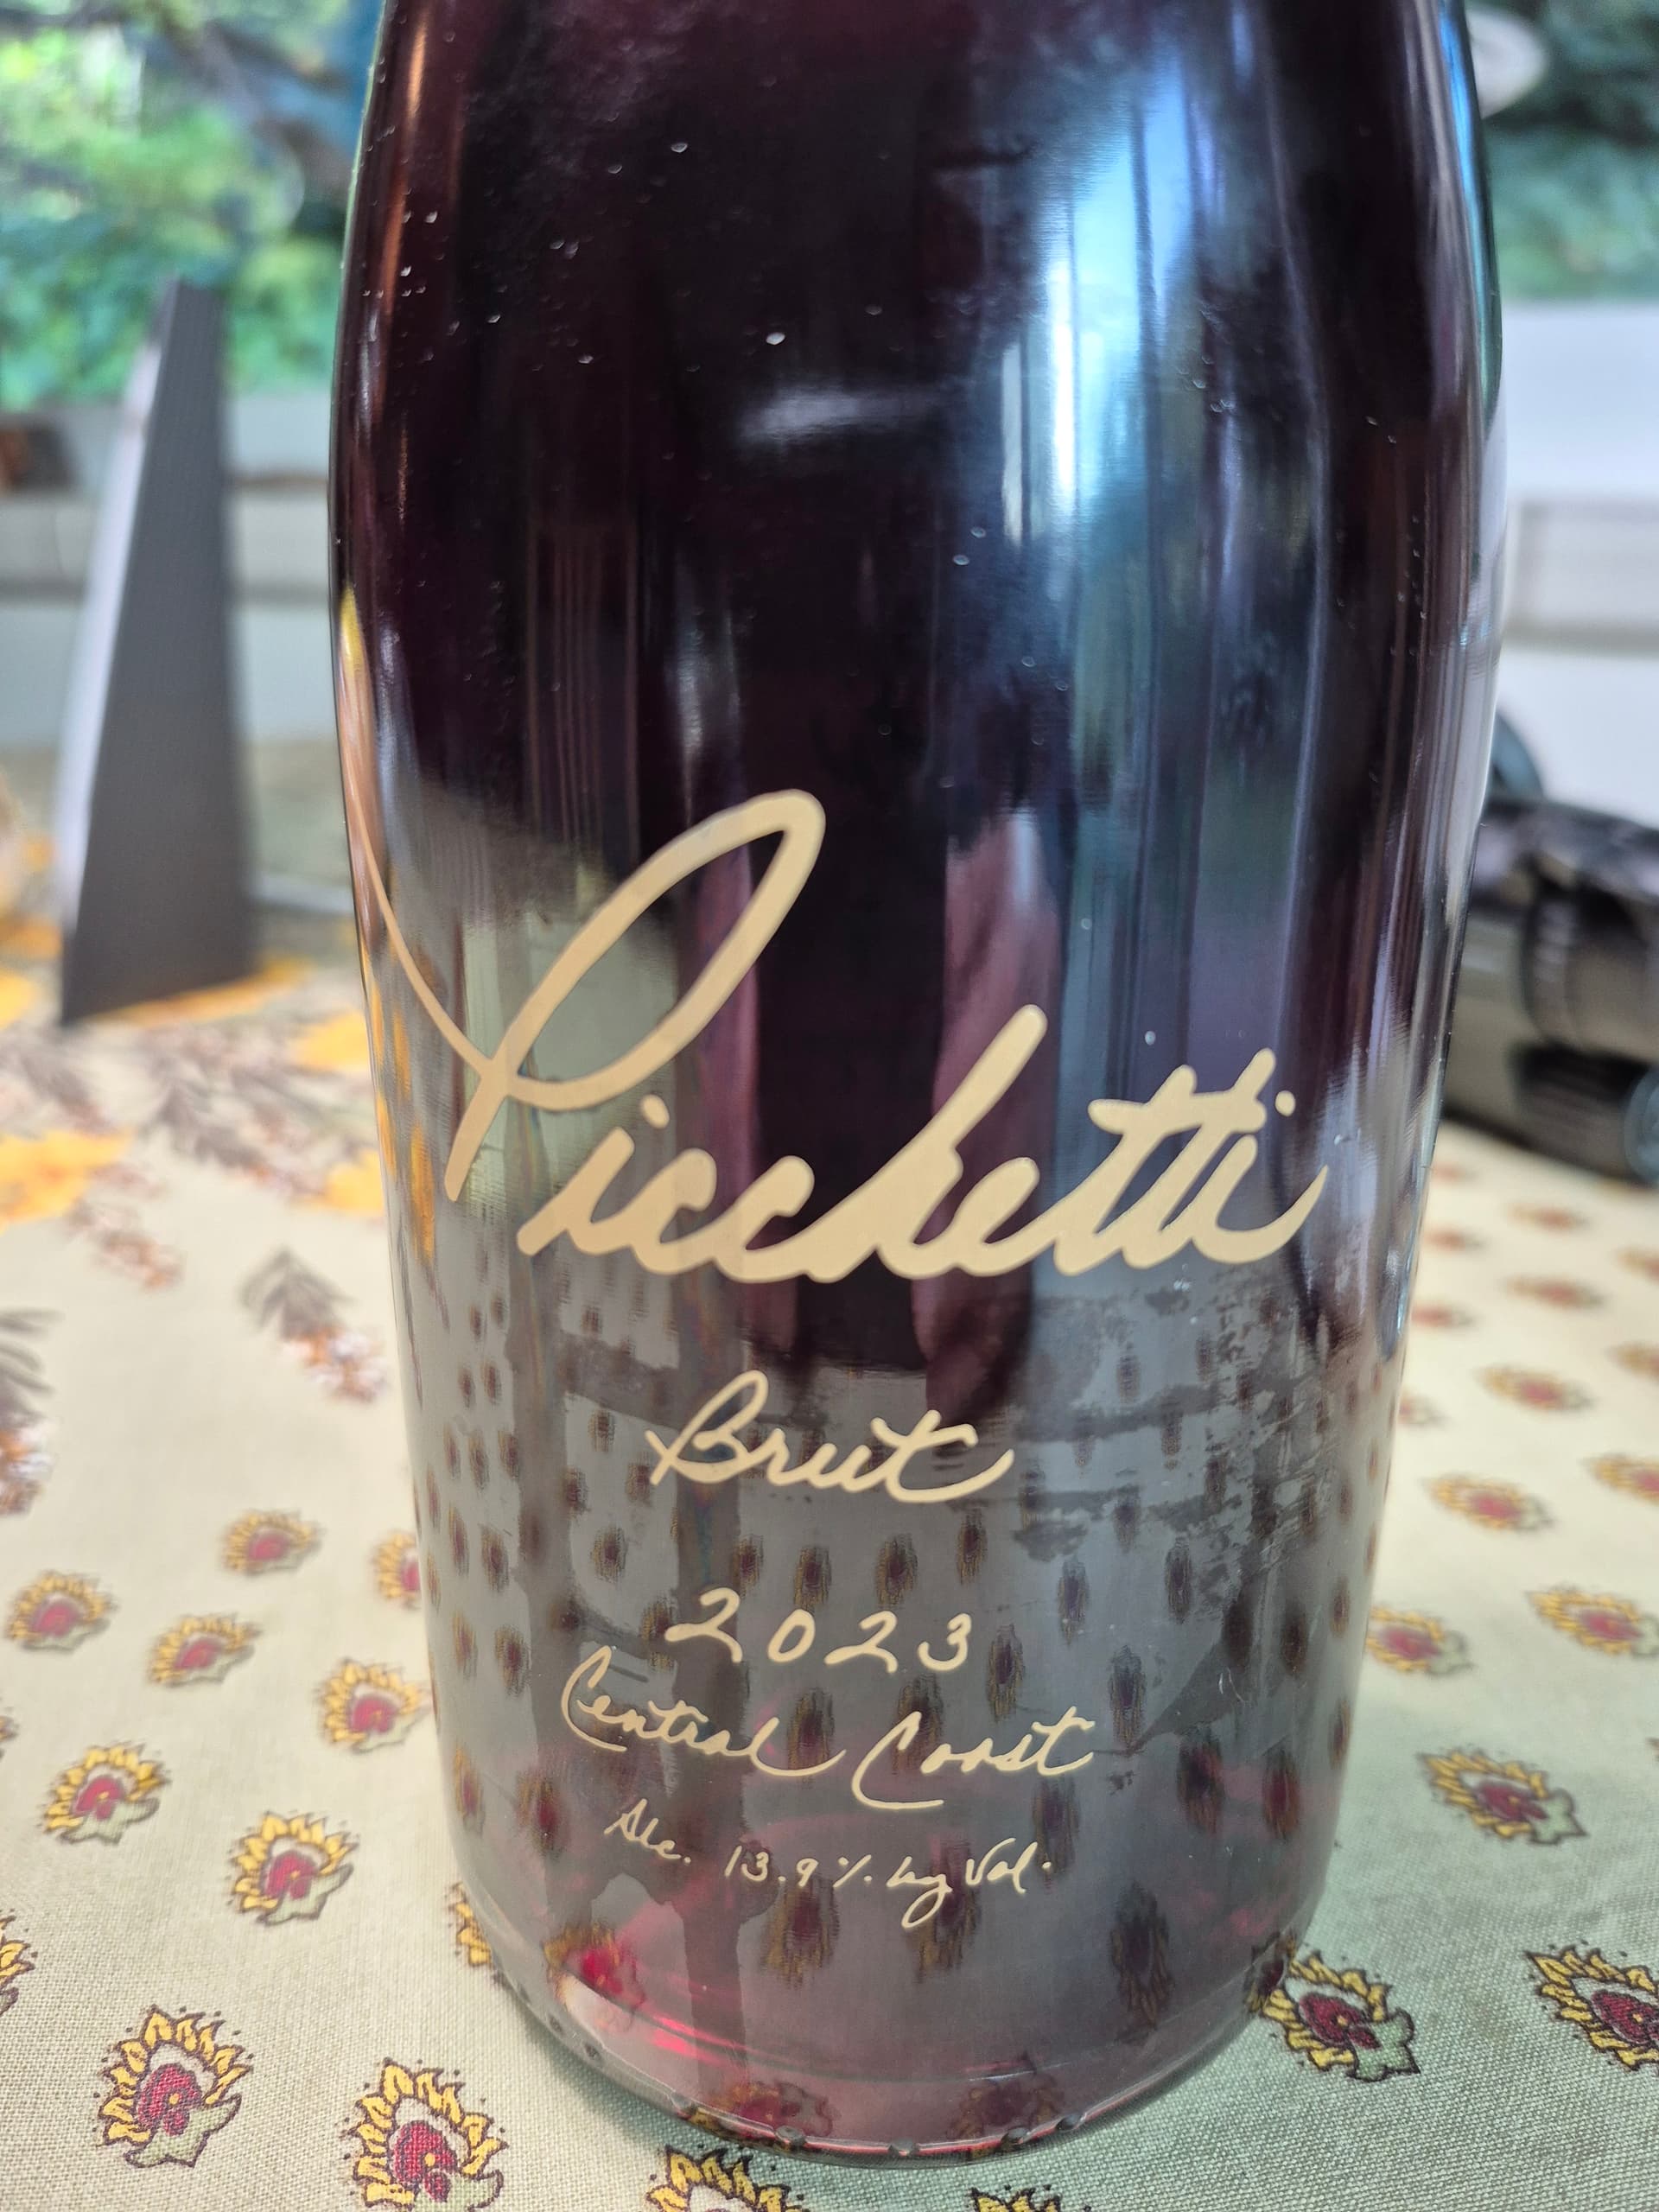 Picchetti
Brut
2023
Central Coast
Alc. 13.9% by Vol.